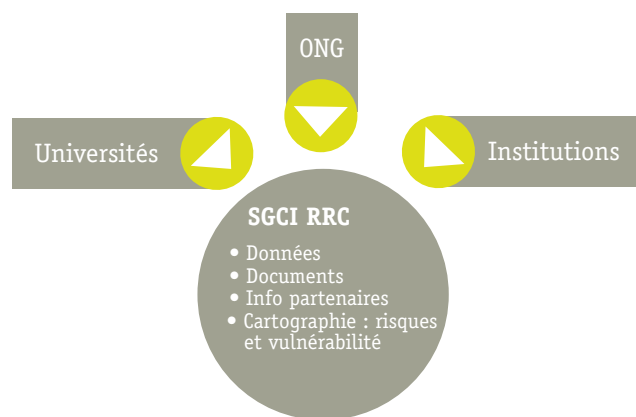 ONG
Universités
Institutions
SGCI RRC
• Données
• Documents
• Info partenaires
• Cartographie : risques
et vulnérabilité